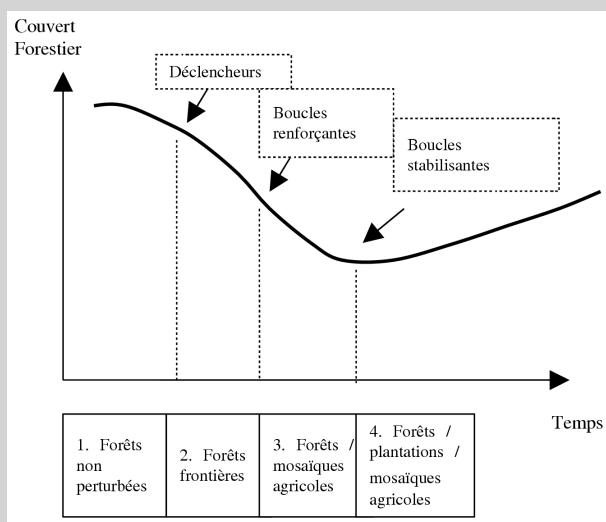 Couvert
Forestier
Déclencheurs
Boucles
renforçantes
Boucles
stabilisantes
Temps
1. Forêts
non
perturbées
2. Forêts
frontières
3. Forêts /
mosaïques
agricoles
4. Forêts /
plantations /
mosaïques
agricoles